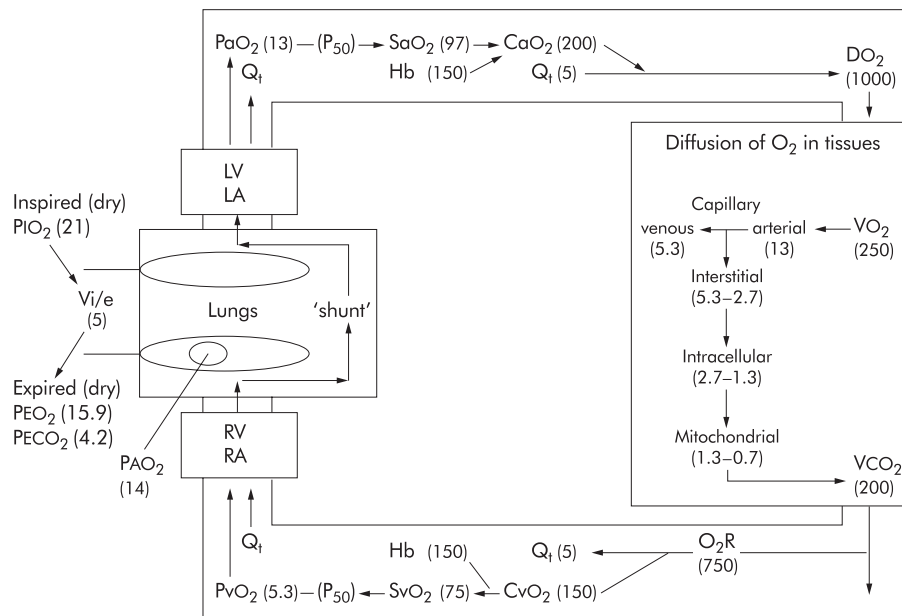 PaO₂ (13) —(P₅₀) SaO₂ (97) CaO₂ (200)
Qₜ Hb (150) Qₜ (5)
DO₂
(1000)
Diffusion of O₂ in tissues
LV
LA
Inspired (dry)
PIO₂ (21)
Capillary
venous arterial VO₂
(5.3) (13) (250)
Interstitial
(5.3–2.7)
Vi/e
(5)
Lungs
'shunt'
Intracellular
(2.7–1.3)
Expired (dry)
PEO₂ (15.9)
PECO₂ (4.2)
RV
RA
PAO₂
(14)
Mitochondrial
(1.3–0.7)
VCO₂
(200)
Qₜ Hb (150) Qₜ (5) O₂R
(750)
PvO₂ (5.3) —(P₅₀) SvO₂ (75) CvO₂ (150)